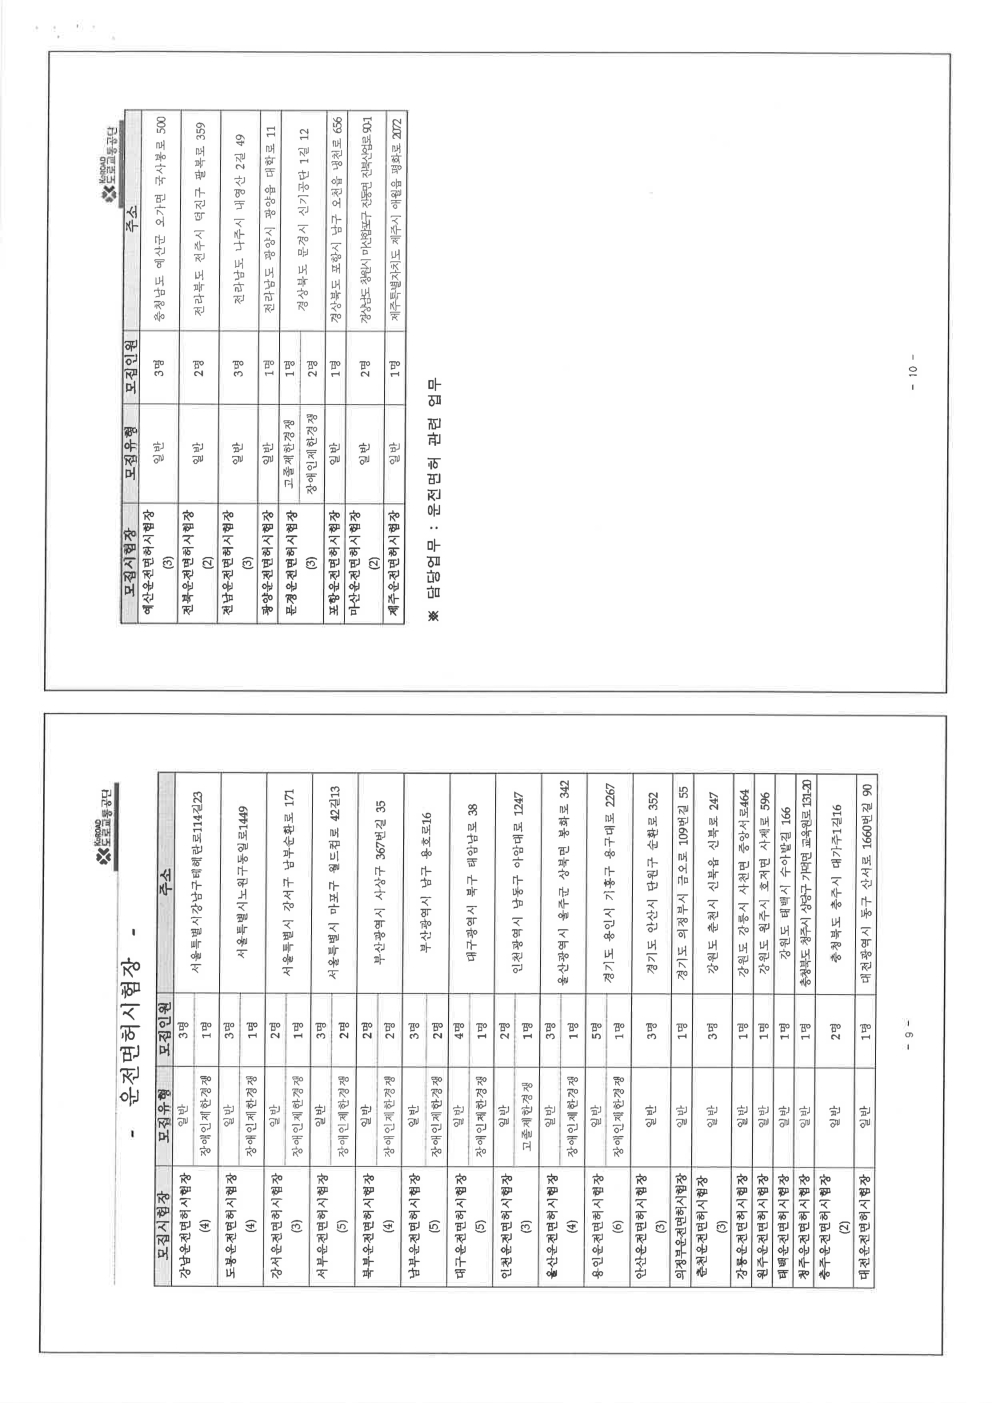 KoROAD
도로교통공단
- 운전면허시험장 -
모집시험장 모집유형 모집인원 주소
강남운전면허시험장 (4) 일반 3명 서울특별시강남구테헤란로114길23
장애인제한경쟁 1명
도봉운전면허시험장 (4) 일반 3명 서울특별시노원구동일로1449
장애인제한경쟁 1명
강서운전면허시험장 (3) 일반 2명 서울특별시 강서구 남부순환로 171
장애인제한경쟁 1명
서부운전면허시험장 (5) 일반 3명 서울특별시 마포구 월드컵로 42길13
장애인제한경쟁 2명
북부운전면허시험장 (4) 일반 2명 부산광역시 사상구 367번길 35
장애인제한경쟁 2명
남부운전면허시험장 (5) 일반 3명 부산광역시 남구 용호로16
장애인제한경쟁 2명
대구운전면허시험장 (5) 일반 4명 대구광역시 북구 태암남로 38
장애인제한경쟁 1명
인천운전면허시험장 (3) 일반 2명 인천광역시 남동구 아암대로 1247
고졸제한경쟁 1명
울산운전면허시험장 (4) 일반 3명 울산광역시 울주군 상북면 봉화로 342
장애인제한경쟁 1명
용인운전면허시험장 (6) 일반 5명 경기도 용인시 기흥구 용구대로 2267
장애인제한경쟁 1명
안산운전면허시험장 (3) 일반 3명 경기도 안산시 단원구 순환로 352
의정부운전면허시험장 일반 1명 경기도 의정부시 금오로 109번길 55
춘천운전면허시험장 (3) 일반 3명 강원도 춘천시 신북읍 신북로 247
강릉운전면허시험장 일반 1명 강원도 강릉시 사천면 중앙서로464
원주운전면허시험장 일반 1명 강원도 원주시 호저면 사제로 596
태백운전면허시험장 일반 1명 강원도 태백시 수아밭길 166
청주운전면허시험장 일반 1명 충청북도 청주시 상당구 가덕면 교육원로 131-20
충주운전면허시험장 (2) 일반 2명 충청북도 충주시 대가주1길16
대전운전면허시험장 일반 1명 대전광역시 동구 산서로 1660번길 90
- 9 -
KoROAD
도로교통공단
모집시험장 모집유형 모집인원 주소
예산운전면허시험장 (3) 일반 3명 충청남도 예산군 오가면 국사봉로 500
전북운전면허시험장 (2) 일반 2명 전라북도 전주시 덕진구 팔복로 359
전남운전면허시험장 (3) 일반 3명 전라남도 나주시 내영산 2길 49
광양운전면허시험장 일반 1명 전라남도 광양시 광양읍 대학로 11
문경운전면허시험장 (3) 고졸제한경쟁 1명 경상북도 문경시 신기공단 1길 12
장애인제한경쟁 2명
포항운전면허시험장 일반 1명 경상북도 포항시 남구 오천읍 냉천로 656
마산운전면허시험장 (2) 일반 2명 경상남도 창원시 마산합포구 진동면 진북산업로 90-1
제주운전면허시험장 일반 1명 제주특별자치도 제주시 애월읍 평화로 2072
※ 담당업무 : 운전면허 관련 업무
- 10 -